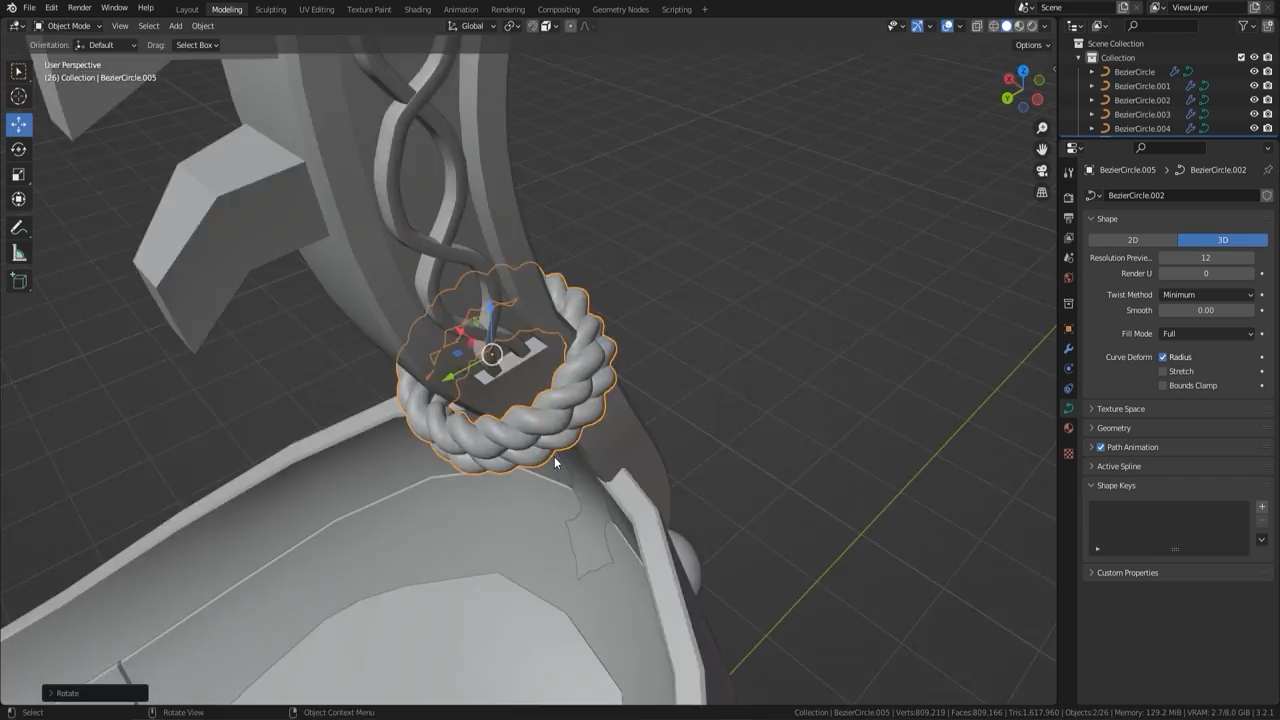 File Edit Render Window Help Layout Modeling Sculpting UV Editing Texture Paint Shading Animation Rendering Compositing Geometry Nodes Scripting + Scene ViewLayer
Object Mode View Select Add Object Global
Orientation: Default Drag: Select Box Options
User Perspective
(26) Collection | BezierCircle.005
X
Y
Z
Scene Collection
Collection
BezierCircle
BezierCircle.001
BezierCircle.002
BezierCircle.003
BezierCircle.004
BezierCircle.005 BezierCircle.002
BezierCircle.002
Shape
2D 3D
Resolution Previe... 12
Render U 0
Twist Method Minimum
Smooth 0.00
Fill Mode Full
Curve Deform Radius
Stretch
Bounds Clamp
Texture Space
Geometry
Path Animation
Active Spline
Shape Keys
Custom Properties
Rotate
Select Rotate View Object Context Menu Collection | BezierCircle.005 | Verts:809,219 | Faces:809,166 | Tris:1,617,960 | Objects:2/26 | Memory: 129.2 MiB | VRAM: 2.7/8.0 GiB | 3.2.1